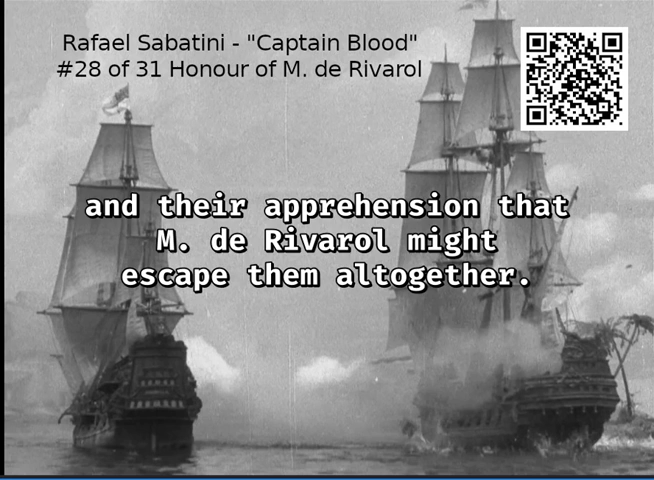 Rafael Sabatini - "Captain Blood"
#28 of 31 Honour of M. de Rivarol
and their apprehension that
M. de Rivarol might
escape them altogether.